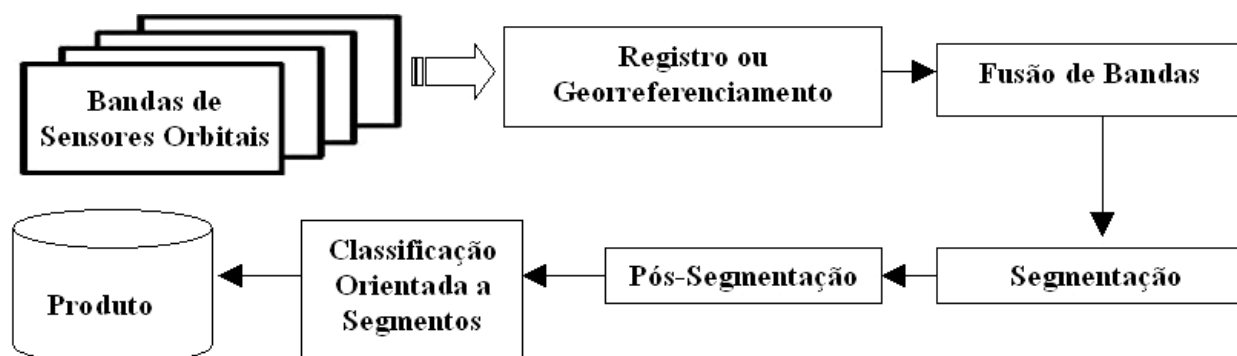 Bandas de
Sensores Orbitais
Registro ou
Georreferenciamento
Fusão de Bandas
Segmentação
Pós-Segmentação
Classificação
Orientada a
Segmentos
Produto